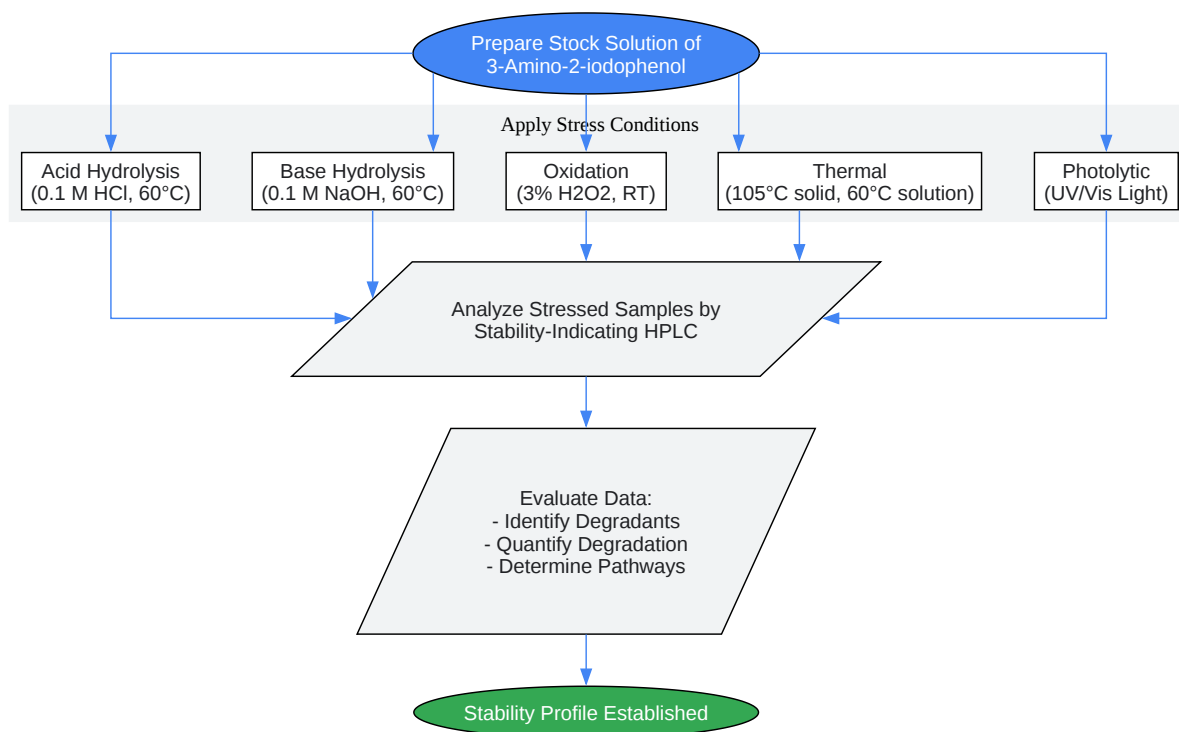 Prepare Stock Solution of
3-Amino-2-iodophenol
Apply Stress Conditions
Acid Hydrolysis
(0.1 M HCl, 60°C)
Base Hydrolysis
(0.1 M NaOH, 60°C)
Oxidation
(3% H2O2, RT)
Thermal
(105°C solid, 60°C solution)
Photolytic
(UV/Vis Light)
Analyze Stressed Samples by
Stability-Indicating HPLC
Evaluate Data:
- Identify Degradants
- Quantify Degradation
- Determine Pathways
Stability Profile Established